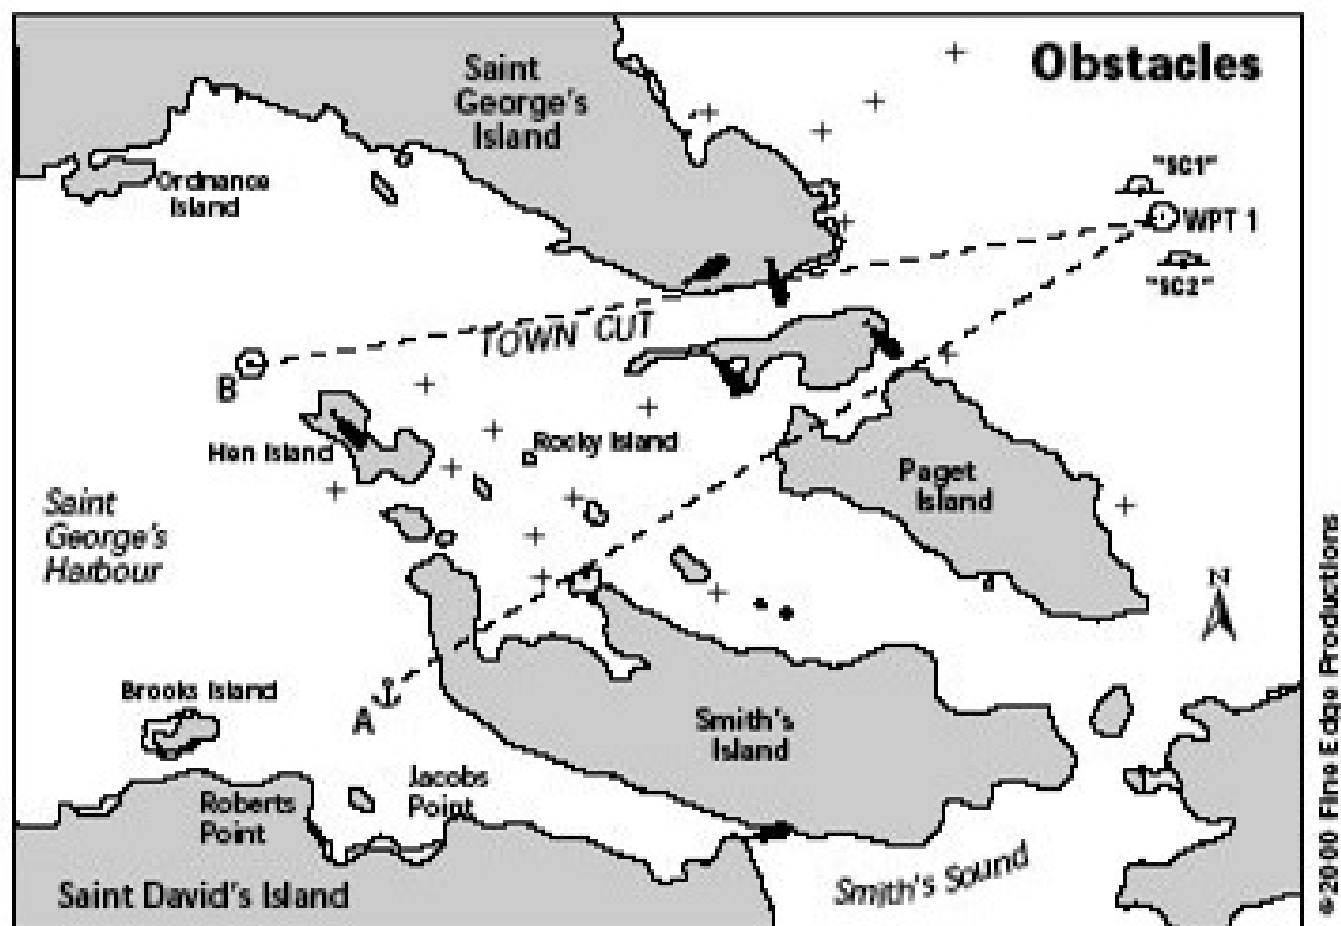 Obstacles
Saint
George's
Island
Ordnance
Island
"SC1"
WPT 1
"SC2"
TOWN CUT
B
Hen Island
Rocky Island
Paget
Island
Saint
George's
Harbour
N
Brooks Island
A
Smith's
Island
Jacobs
Point
Roberts
Point
Saint David's Island
Smith's Sound
©2000 Fine Edge Productions